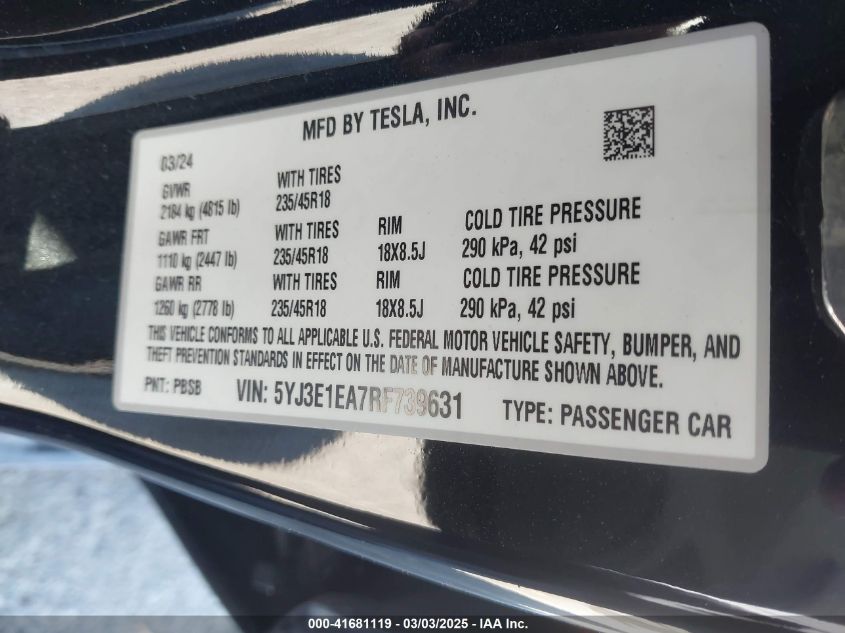 MFD BY TESLA, INC.
03/24
GVWR
2184 kg (4815 lb)
WITH TIRES
235/45R18
GAWR FRT
1110 kg (2447 lb)
WITH TIRES
235/45R18
RIM
18X8.5J
COLD TIRE PRESSURE
290 kPa, 42 psi
GAWR RR
1260 kg (2778 lb)
WITH TIRES
235/45R18
RIM
18X8.5J
COLD TIRE PRESSURE
290 kPa, 42 psi
THIS VEHICLE CONFORMS TO ALL APPLICABLE U.S. FEDERAL MOTOR VEHICLE SAFETY, BUMPER, AND
THEFT PREVENTION STANDARDS IN EFFECT ON THE DATE OF MANUFACTURE SHOWN ABOVE.
PNT: PBSB VIN: 5YJ3E1EA7RF739631 TYPE: PASSENGER CAR
000-41681119 - 03/03/2025 - IAA Inc.